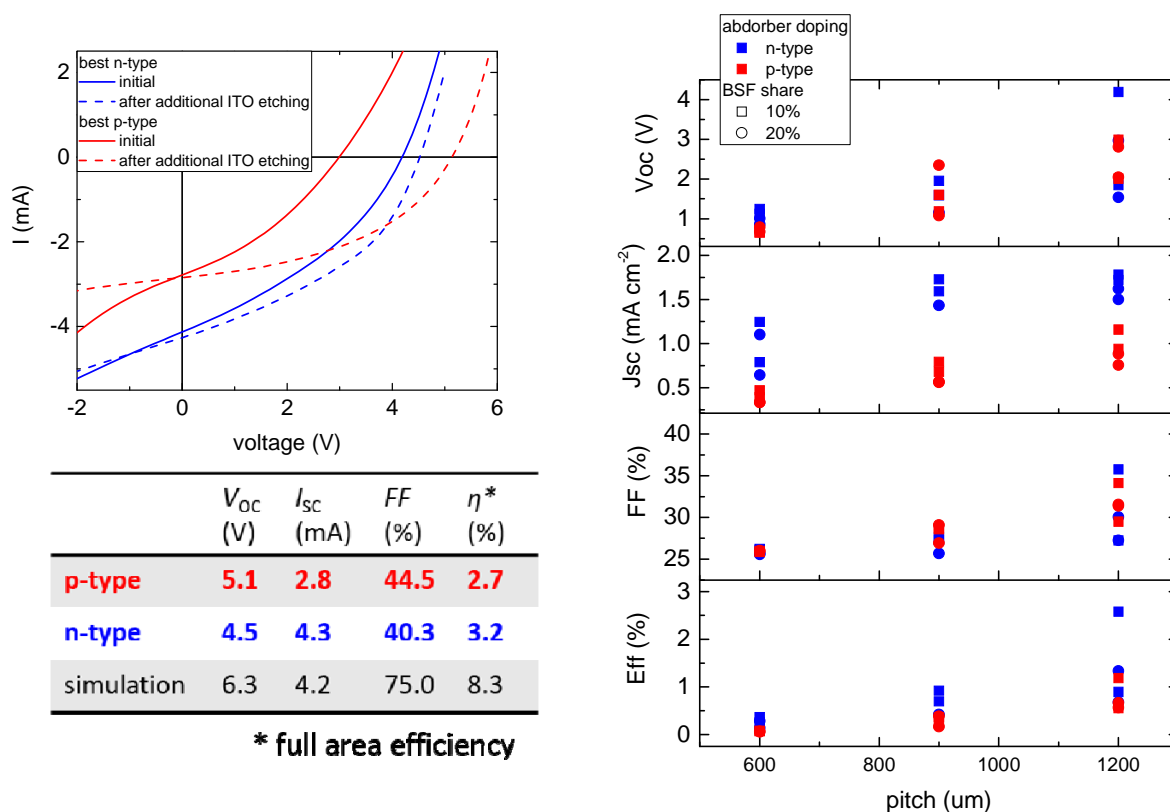 best n-type
initial
after additional ITO etching
best p-type
initial
after additional ITO etching
2
0
-2
-4
I (mA)
-2 0 2 4 6
voltage (V)
VOC ISC FF η*
(V) (mA) (%) (%)
p-type 5.1 2.8 44.5 2.7
n-type 4.5 4.3 40.3 3.2
simulation 6.3 4.2 75.0 8.3
* full area efficiency
abdorber doping
n-type
p-type
BSF share
10%
20%
4
3
2
1
Voc (V)
2.0
1.5
1.0
0.5
Jsc (mA cm-2)
40
35
30
25
FF (%)
3
2
1
0
Eff (%)
600 800 1000 1200
pitch (um)